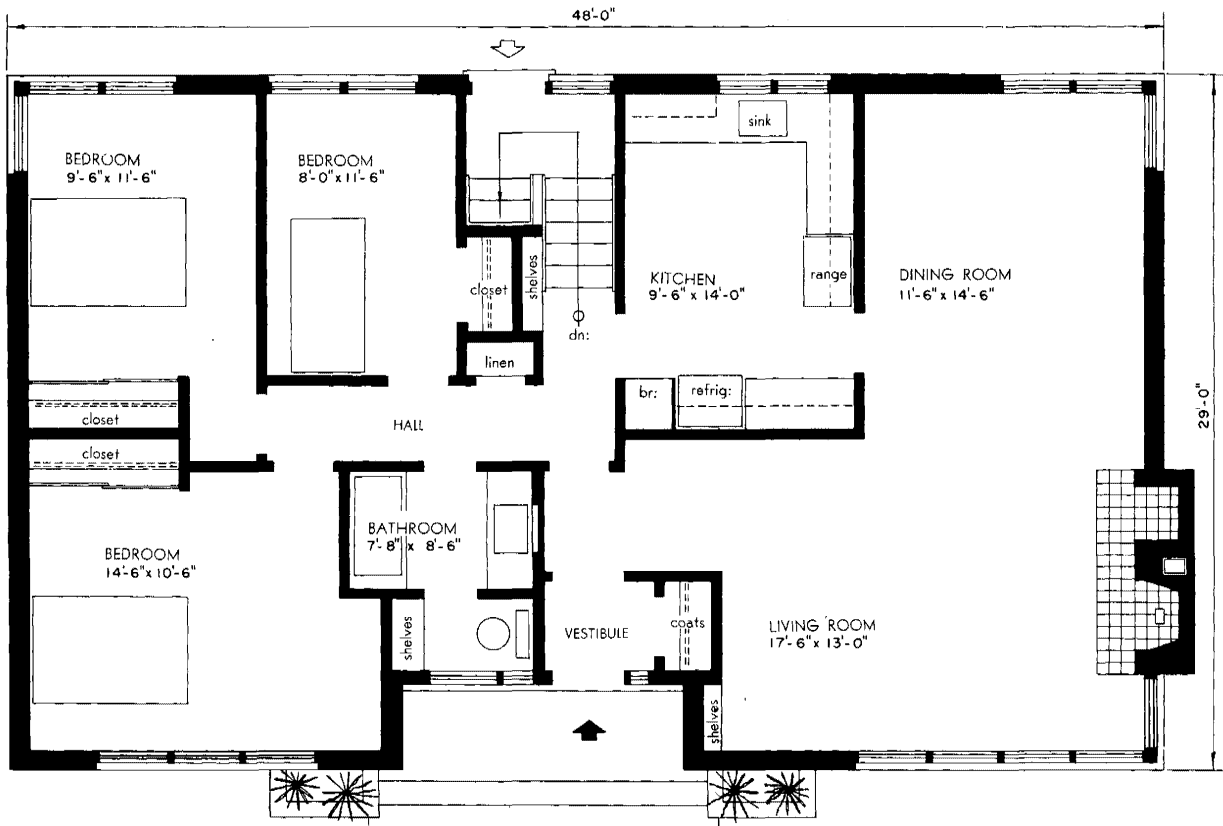 48'-0"
BEDROOM
9'-6" x 11'-6"
BEDROOM
8'-0" x 11'-6"
sink
closet
shelves
KITCHEN
9'-6" x 14'-0"
range
DINING ROOM
11'-6" x 14'-6"
dn:
linen
br:
refrig:
closet
closet
HALL
29'-0"
BATHROOM
7'-8" x 8'-6"
BEDROOM
14'-6" x 10'-6"
shelves
VESTIBULE
coats
LIVING ROOM
17'-6" x 13'-0"
shelves